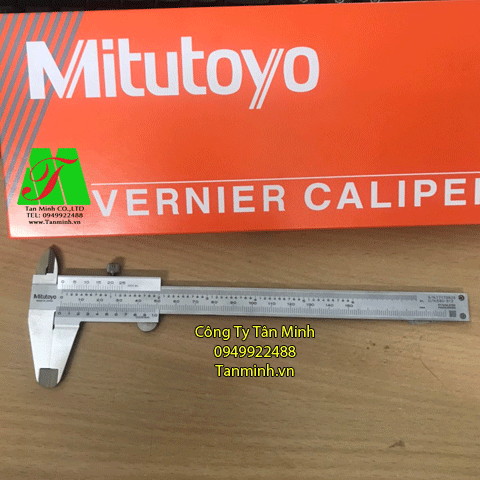 Mitutoyo
Tan Minh CO.,LTD
TEL: 0949922488
www.Tanminh.vn
VERNIER CALIPE
Mitutoyo
Công Ty Tân Minh
0949922488
Tanminh.vn